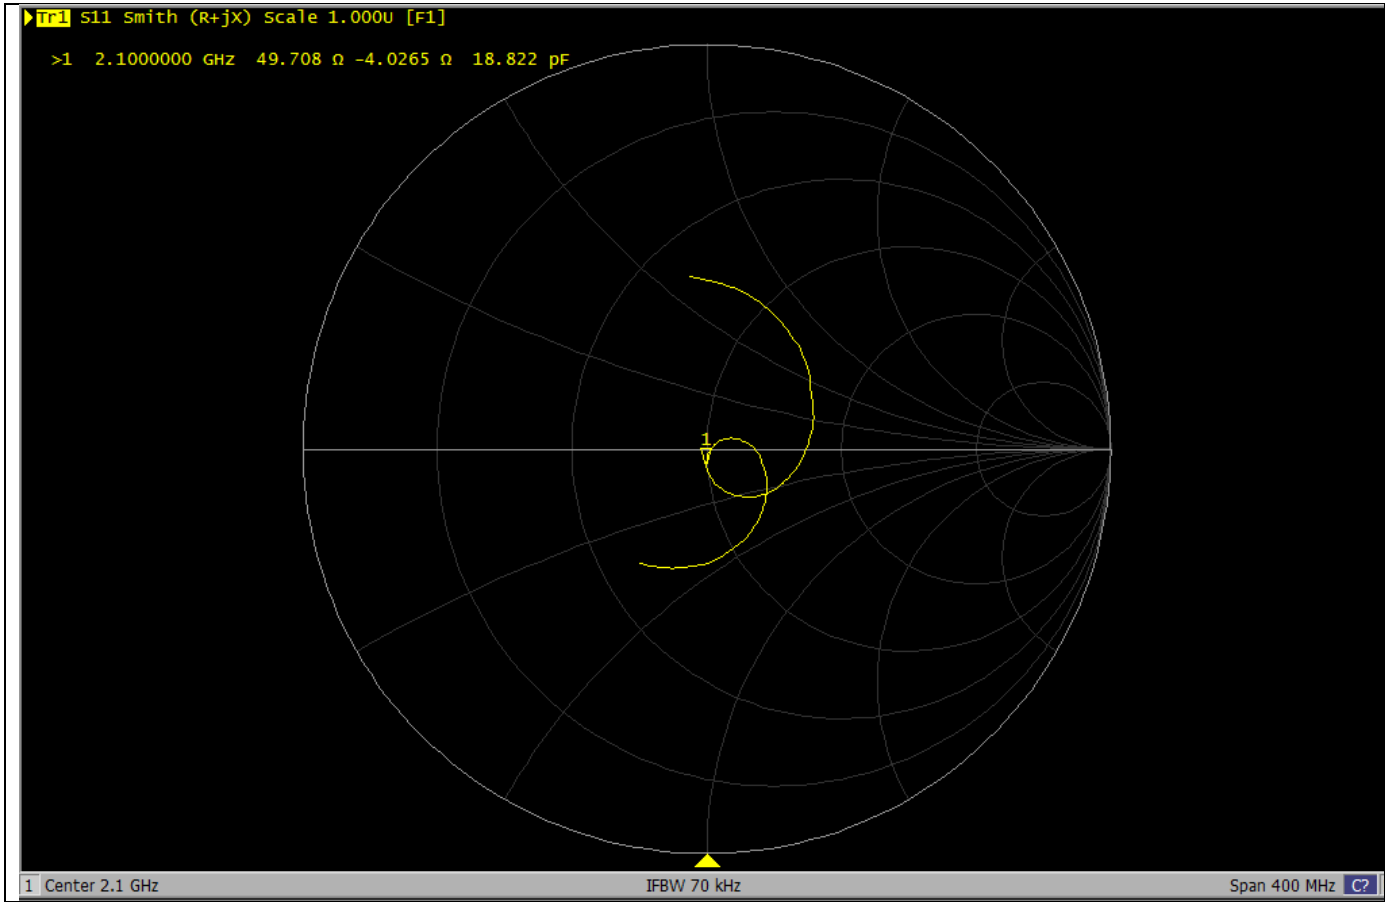 Tr1 S11 Smith (R+jX) Scale 1.000U [F1]
>1 2.1000000 GHz 49.708 Ω -4.0265 Ω 18.822 pF
1
1 Center 2.1 GHz IFBW 70 kHz Span 400 MHz C?